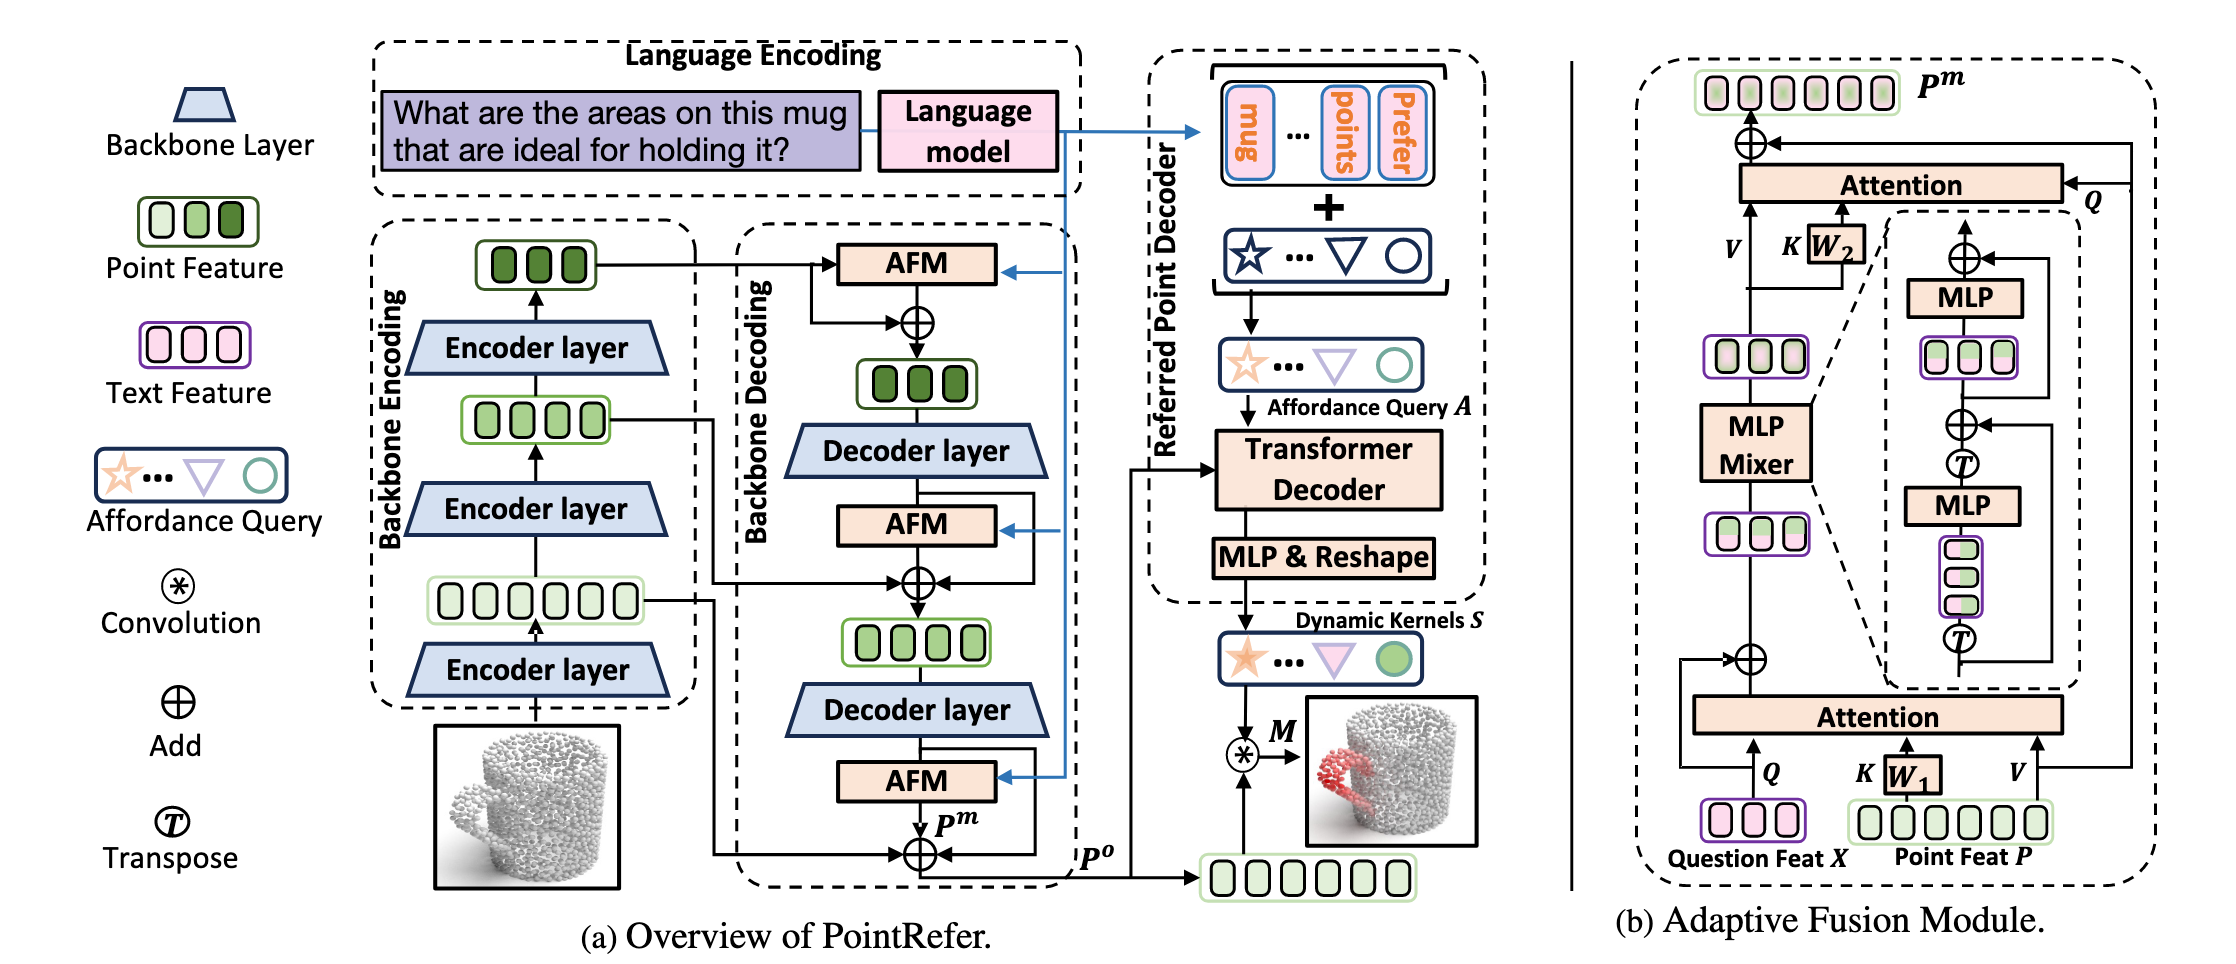 Backbone Layer
Point Feature
Text Feature
Affordance Query
*
Convolution
Add
T
Transpose
Language Encoding
What are the areas on this mug
that are ideal for holding it?
Language
model
Backbone Encoding
Encoder layer
Encoder layer
Encoder layer
Backbone Decoding
AFM
Decoder layer
AFM
Decoder layer
AFM
P^m
P^o
Referred Point Decoder
mug
...
points
Prefer
+
...
...
Affordance Query A
Transformer
Decoder
MLP & Reshape
Dynamic Kernels S
...
*
M
(a) Overview of PointRefer.
P^m
Attention
Q
V
K
W_2
MLP
Mixer
MLP
T
MLP
T
Attention
Q
K
W_1
V
Question Feat X
Point Feat P
(b) Adaptive Fusion Module.